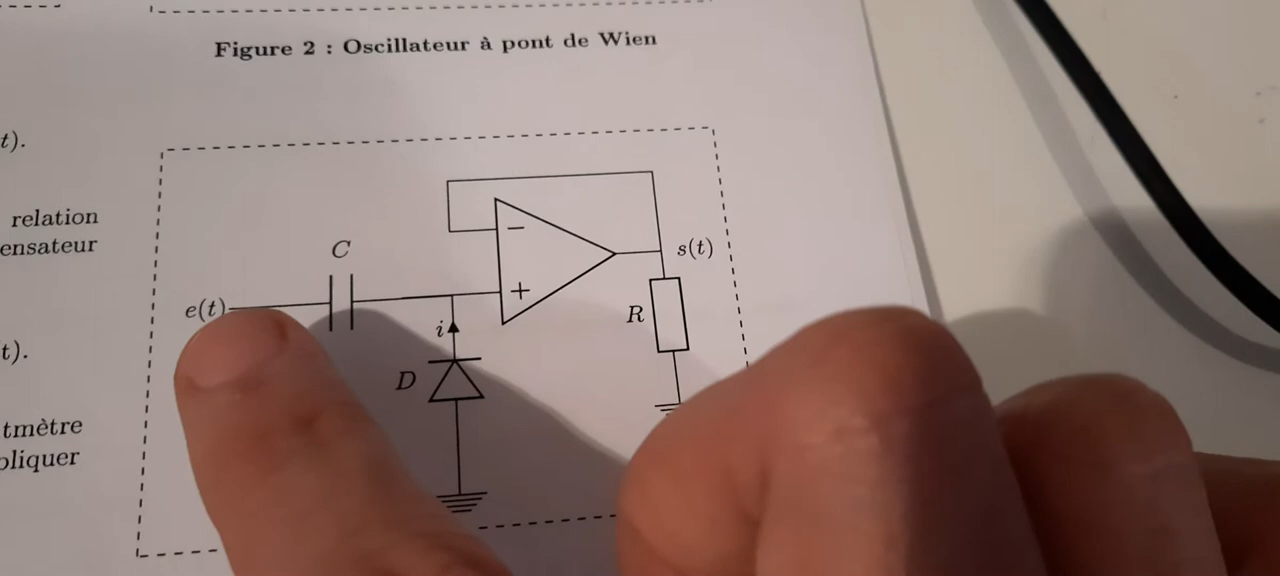 Figure 2 : Oscillateur à pont de Wien
t).
relation
ensateur
t).
tmètre
pliquer
C
−
s(t)
e(t)
+
i
R
D